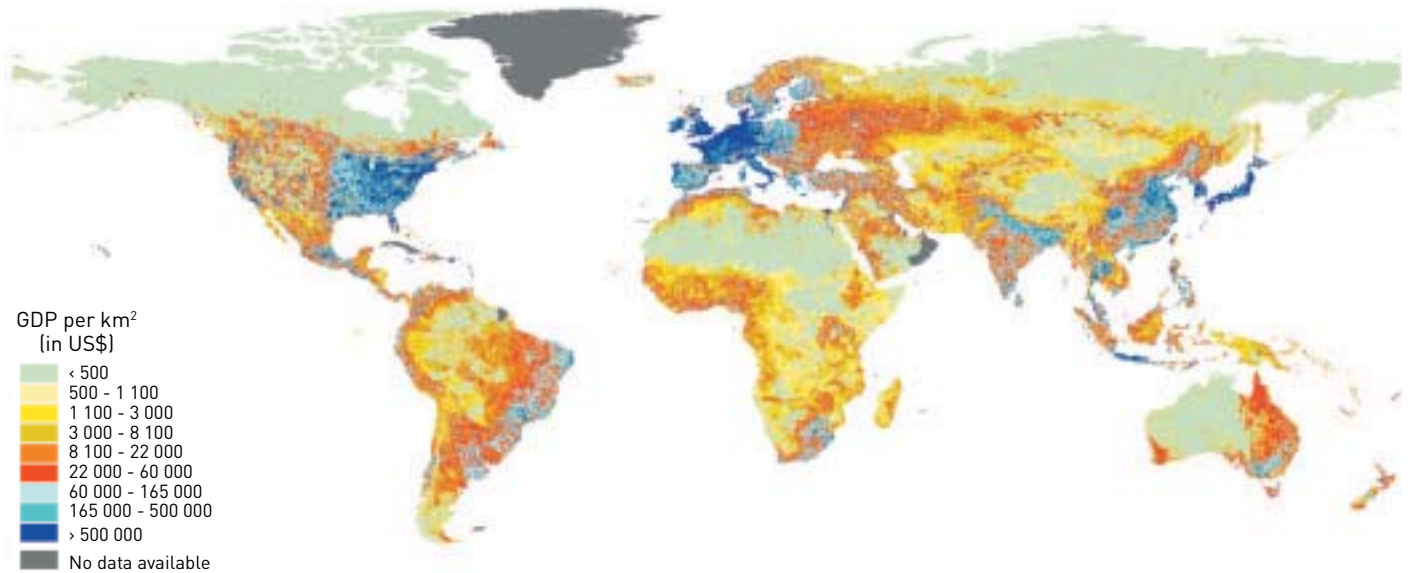 GDP per km²
(in US$)
‹ 500
500 - 1 100
1 100 - 3 000
3 000 - 8 100
8 100 - 22 000
22 000 - 60 000
60 000 - 165 000
165 000 - 500 000
› 500 000
No data available